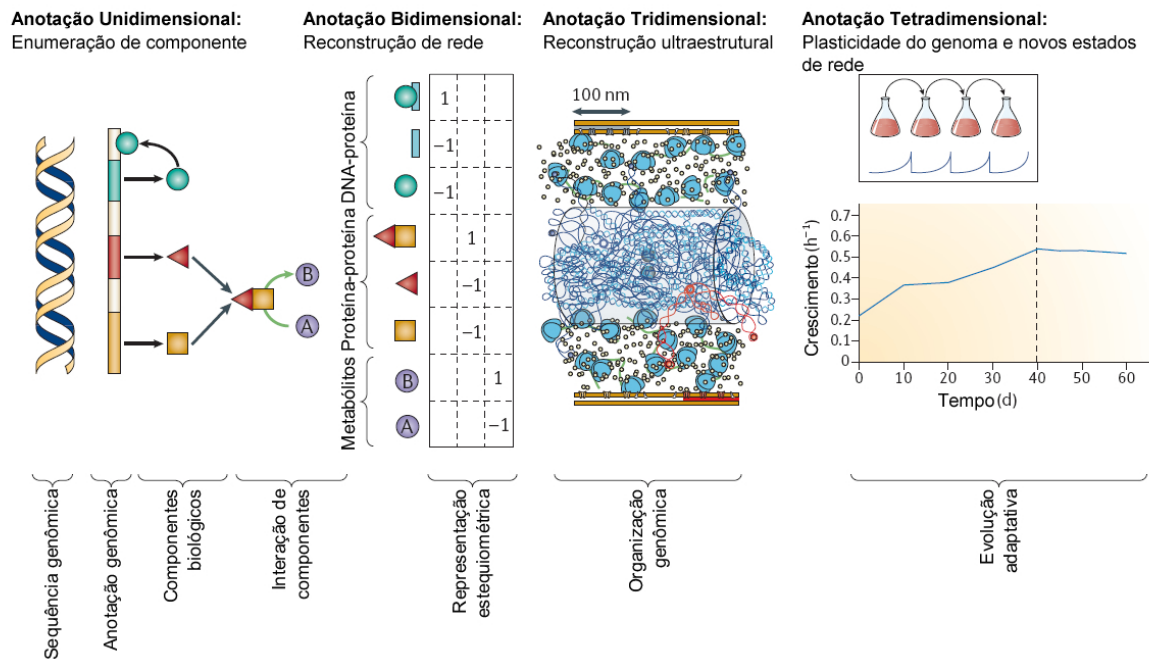 Anotação Unidimensional:
Enumeração de componente
Anotação Bidimensional:
Reconstrução de rede
Anotação Tridimensional:
Reconstrução ultraestrutural
Anotação Tetradimensional:
Plasticidade do genoma e novos estados
de rede
B
A
DNA-proteína
Proteína-proteína
Metabólitos
1
−1
−1
1
−1
−1
B
1
A
−1
100 nm
Crescimento (h⁻¹)
0.7
0.6
0.5
0.4
0.3
0.2
0.1
0
0 10 20 30 40 50 60
Tempo (d)
Sequência genômica
Anotação genômica
Componentes
biológicos
Interação de
componentes
Representação
estequiométrica
Organização
genômica
Evolução
adaptativa